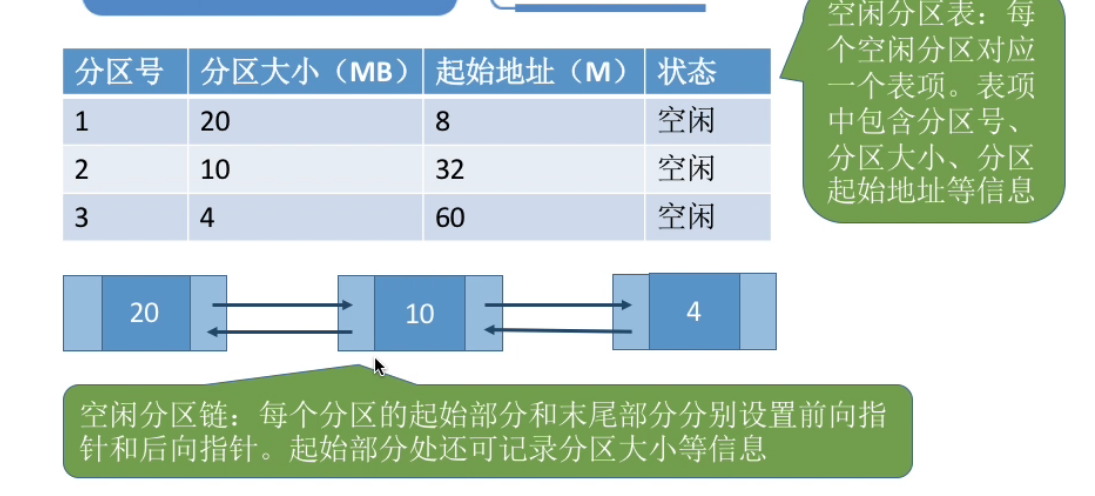 空闲分区表：每
个空闲分区对应
一个表项。表项
中包含分区号、
分区大小、分区
起始地址等信息
分区号 分区大小（MB） 起始地址（M） 状态
1 20 8 空闲
2 10 32 空闲
3 4 60 空闲
20 10 4
空闲分区链：每个分区的起始部分和末尾部分分别设置前向指
针和后向指针。起始部分处还可记录分区大小等信息